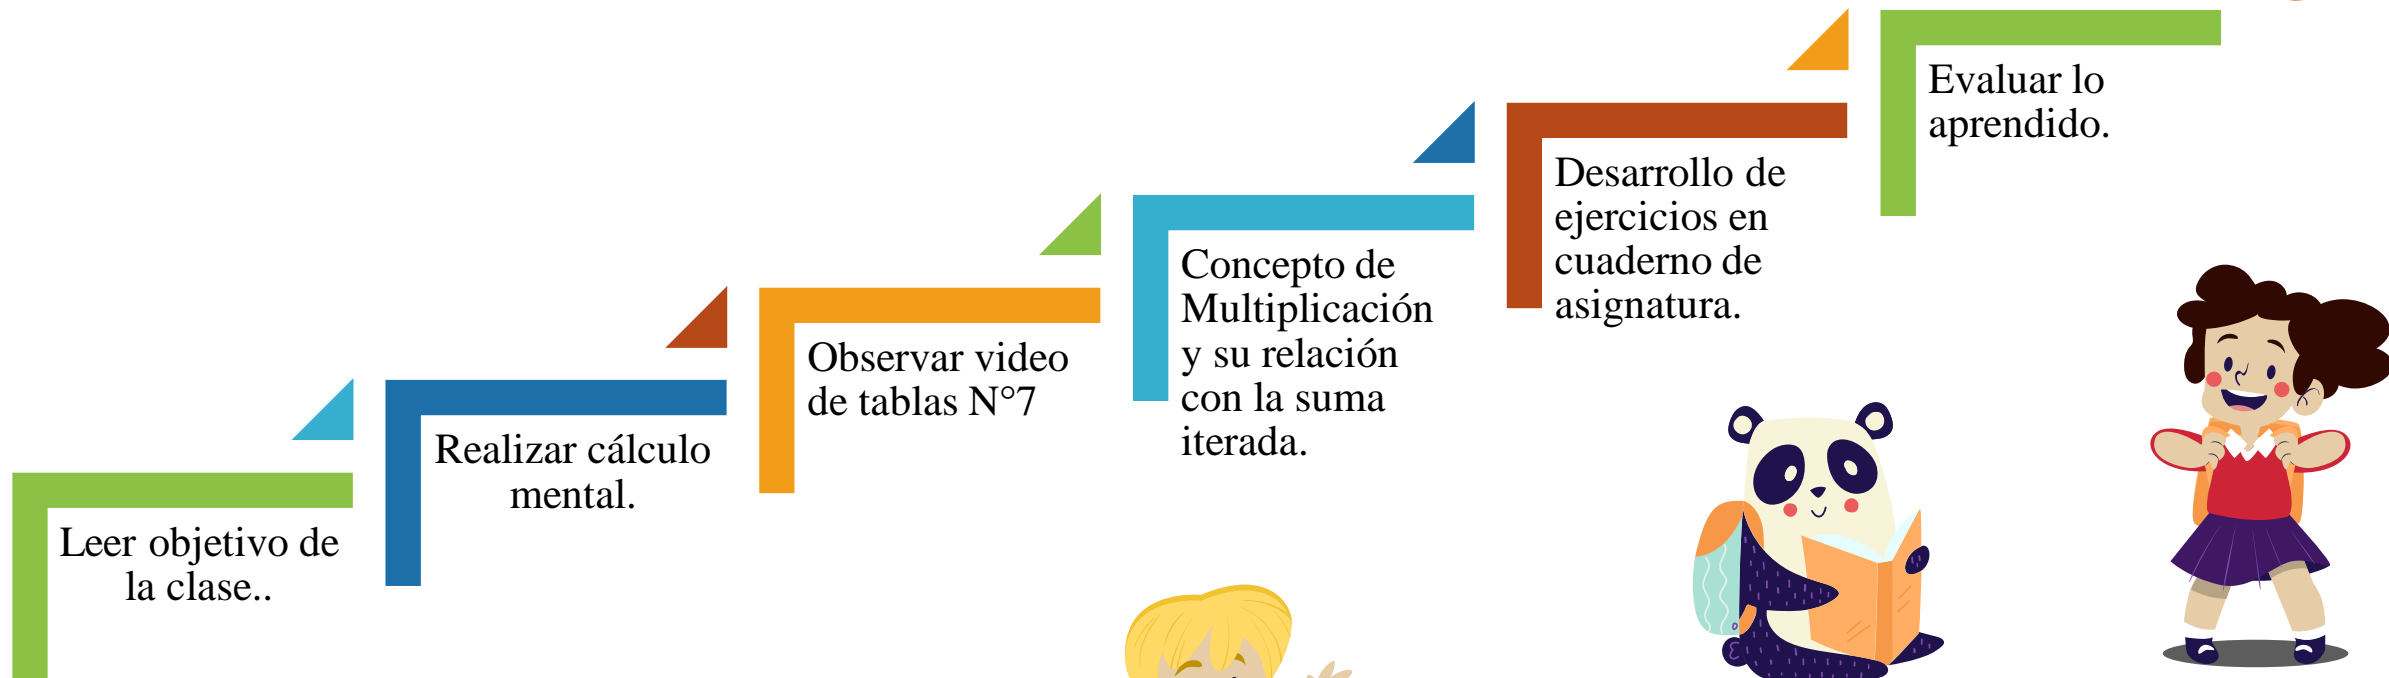 Leer objetivo de
la clase..
Realizar cálculo
mental.
Observar video
de tablas N°7
Concepto de
Multiplicación
y su relación
con la suma
iterada.
Desarrollo de
ejercicios en
cuaderno de
asignatura.
Evaluar lo
aprendido.